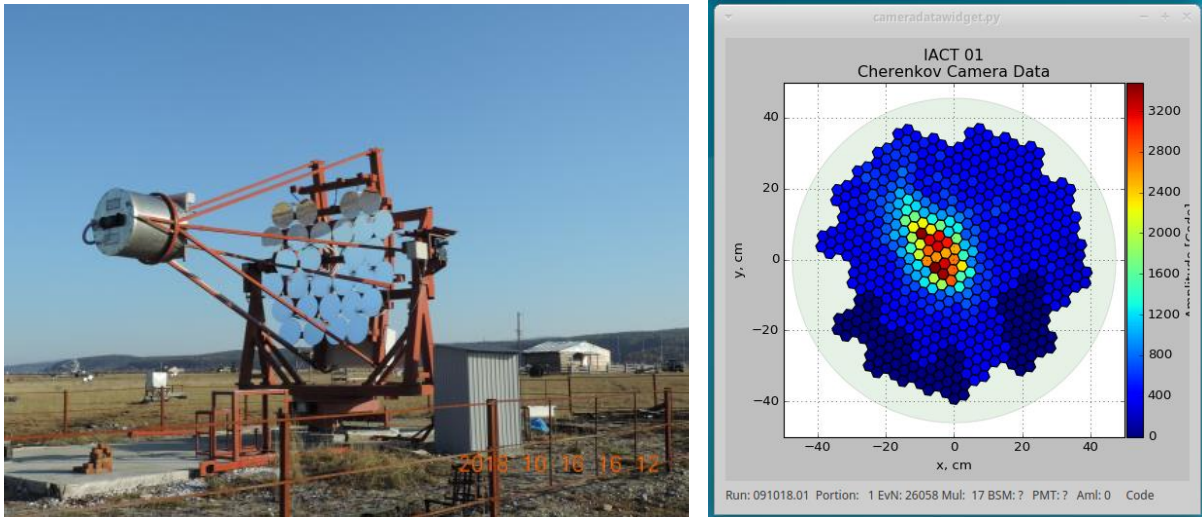 2018 10 16 16 12
cameradatawidget.py
IACT 01
Cherenkov Camera Data
3200
2800
2400
2000
1600
1200
800
400
0
Amplitude [Code]
40
20
0
−20
−40
y, cm
−40 −20 0 20 40
x, cm
Run: 091018.01 Portion: 1 EvN: 26058 Mul: 17 BSM: ? PMT: ? Aml: 0 Code